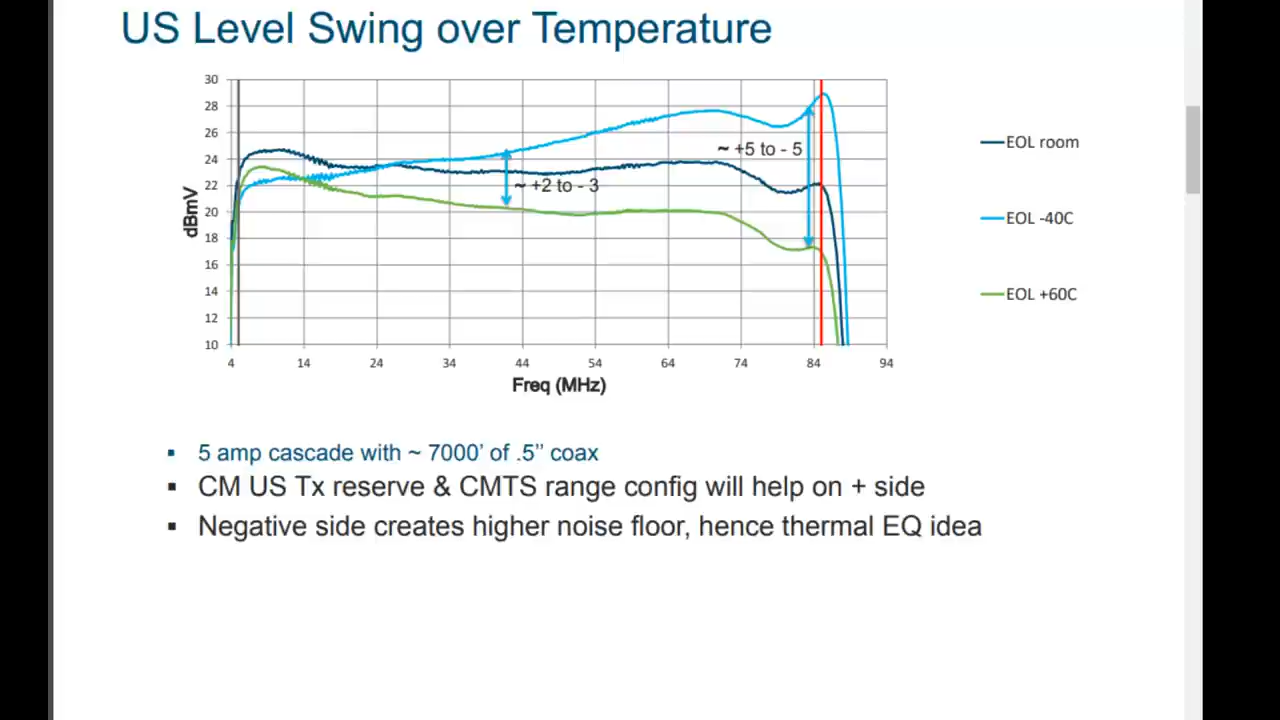 US Level Swing over Temperature
30
28
26
24
22
20
18
16
14
12
10
dBmV
~ +2 to - 3
~ +5 to - 5
4 14 24 34 44 54 64 74 84 94
Freq (MHz)
EOL room
EOL -40C
EOL +60C
▪ 5 amp cascade with ~ 7000’ of .5’’ coax
▪ CM US Tx reserve & CMTS range config will help on + side
▪ Negative side creates higher noise floor, hence thermal EQ idea